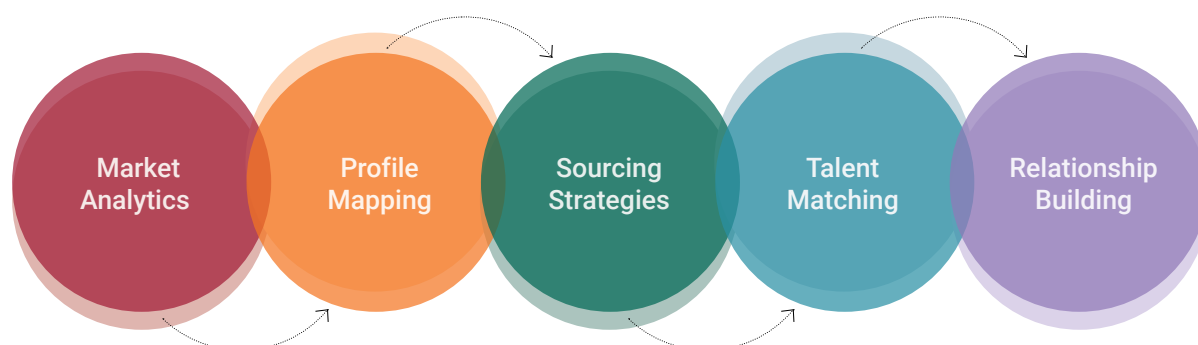 Market
Analytics
Profile
Mapping
Sourcing
Strategies
Talent
Matching
Relationship
Building